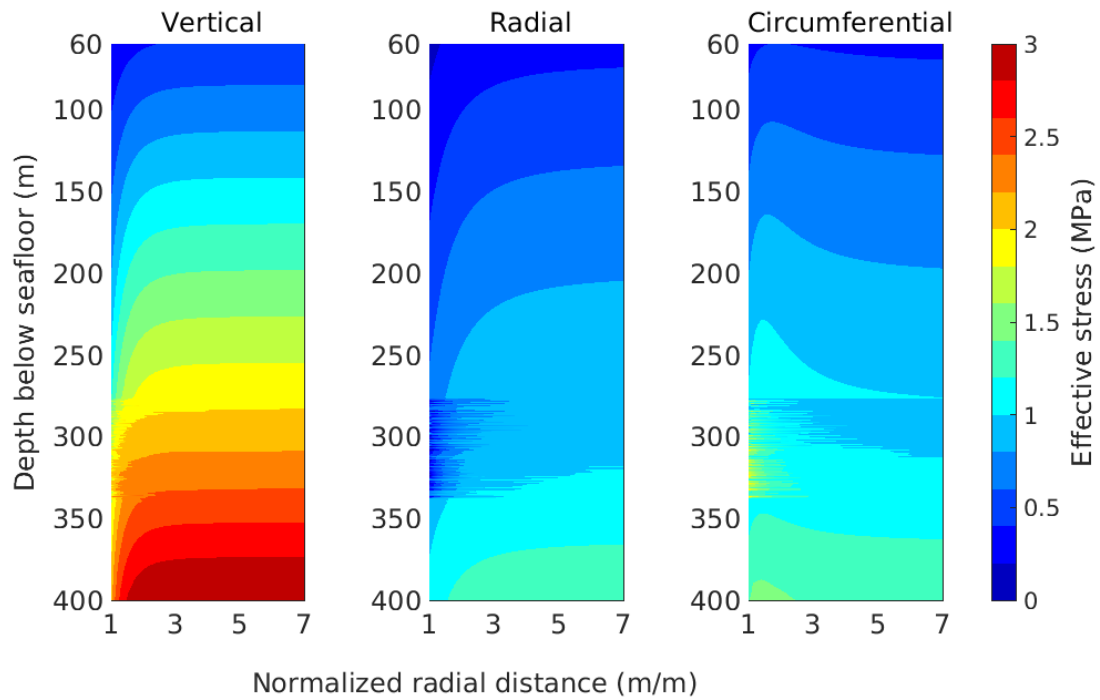 Vertical Radial Circumferential
60 60 60 3
100 100 100
2.5
150 150 150
200 200 200 2
250 250 250
1.5
300 300 300
1
350 350 350
0.5
400 400 400 0
1 3 5 7 1 3 5 7 1 3 5 7
Depth below seafloor (m)
Normalized radial distance (m/m)
Effective stress (MPa)